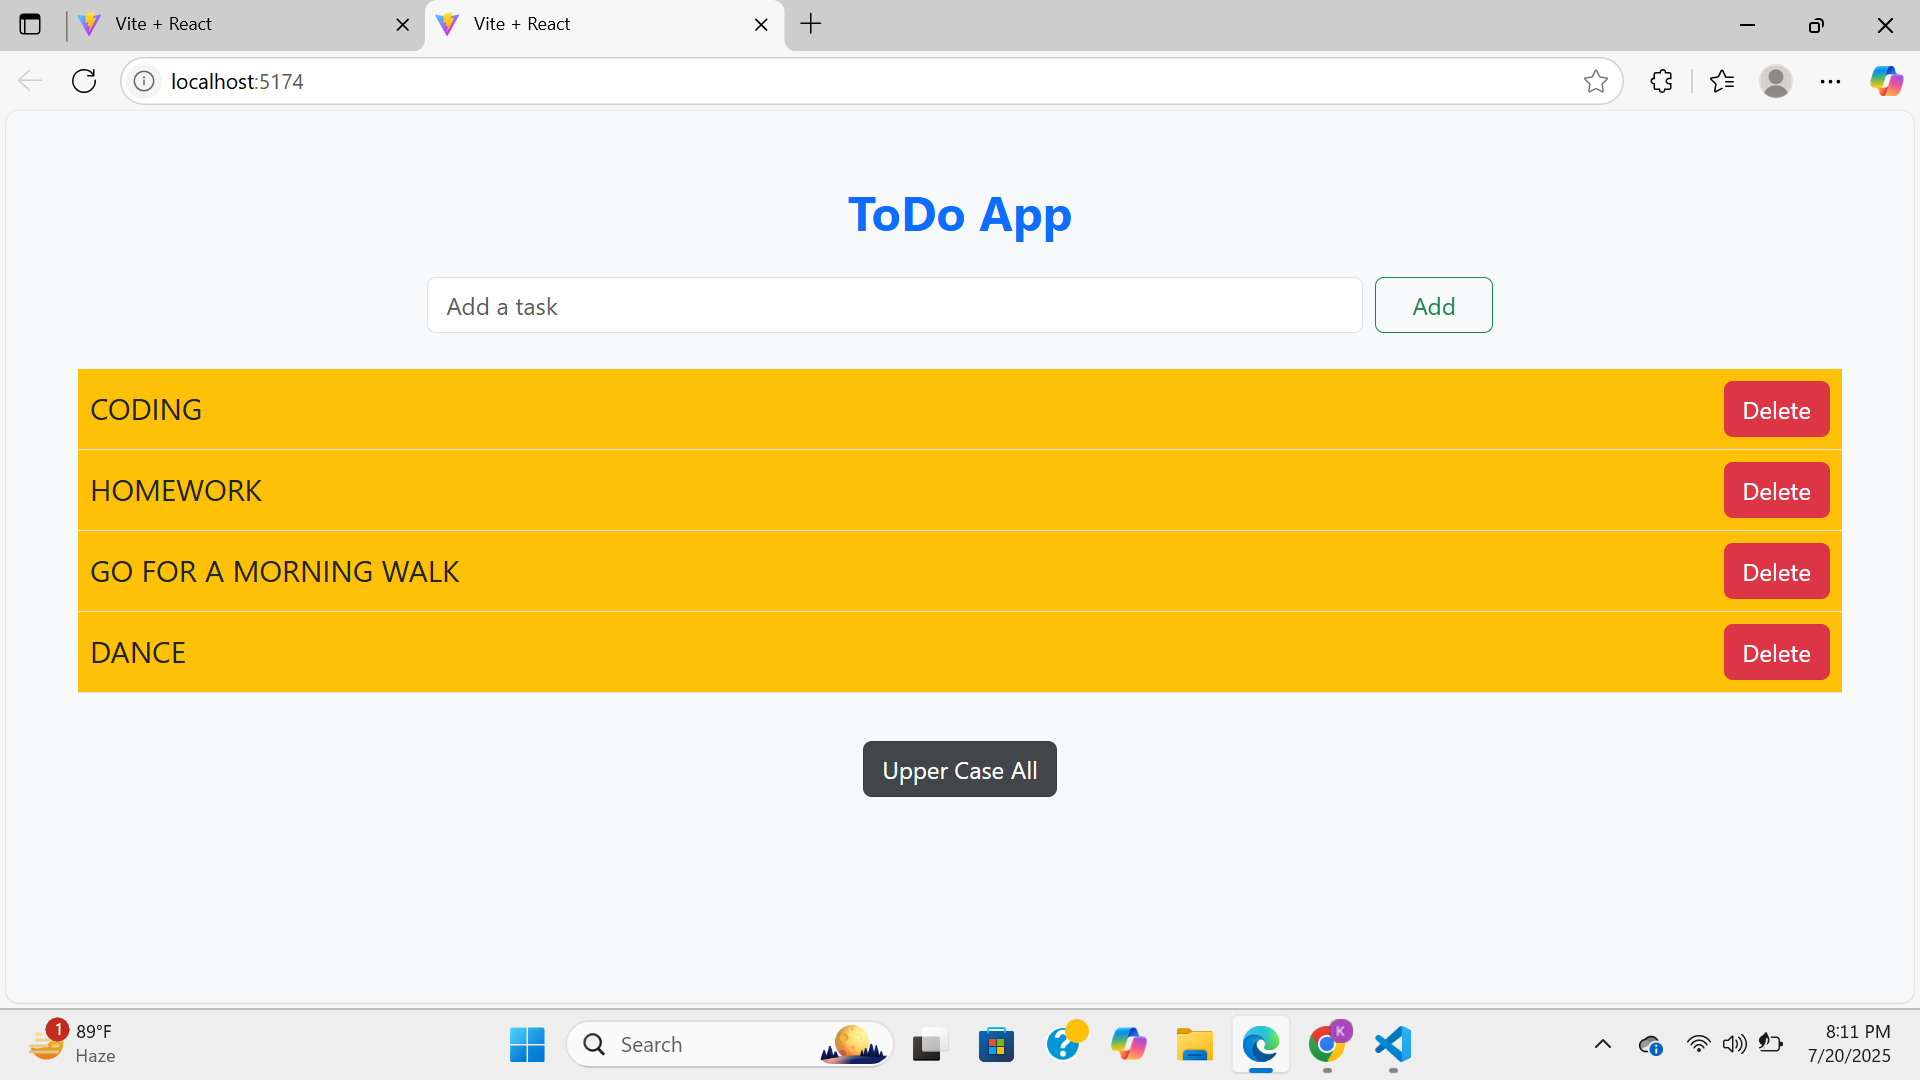 Vite + React
Vite + React
localhost:5174
ToDo App
Add a task
Add
CODING
Delete
HOMEWORK
Delete
GO FOR A MORNING WALK
Delete
DANCE
Delete
Upper Case All
1
89°F
Haze
Search
K
8:11 PM
7/20/2025